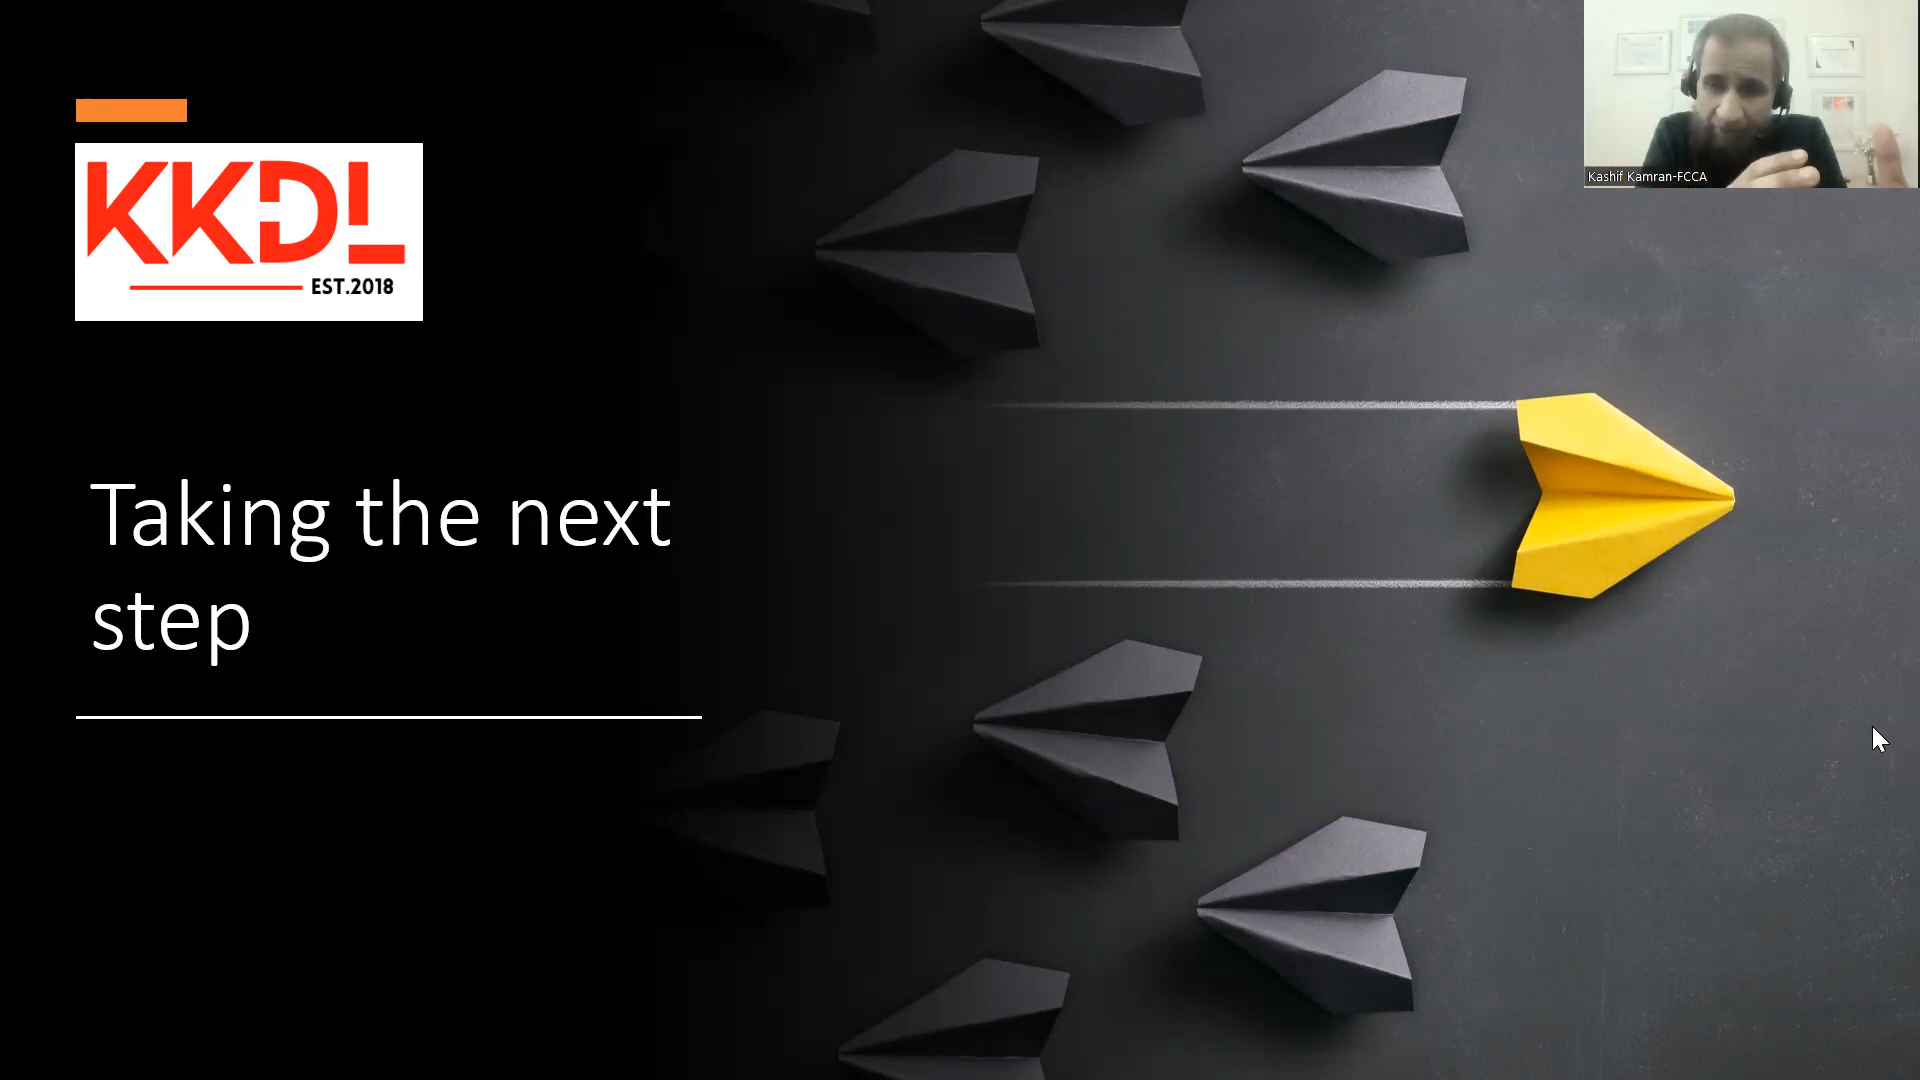 KKDL
EST.2018
Taking the next
step
Kashif Kamran-FCCA